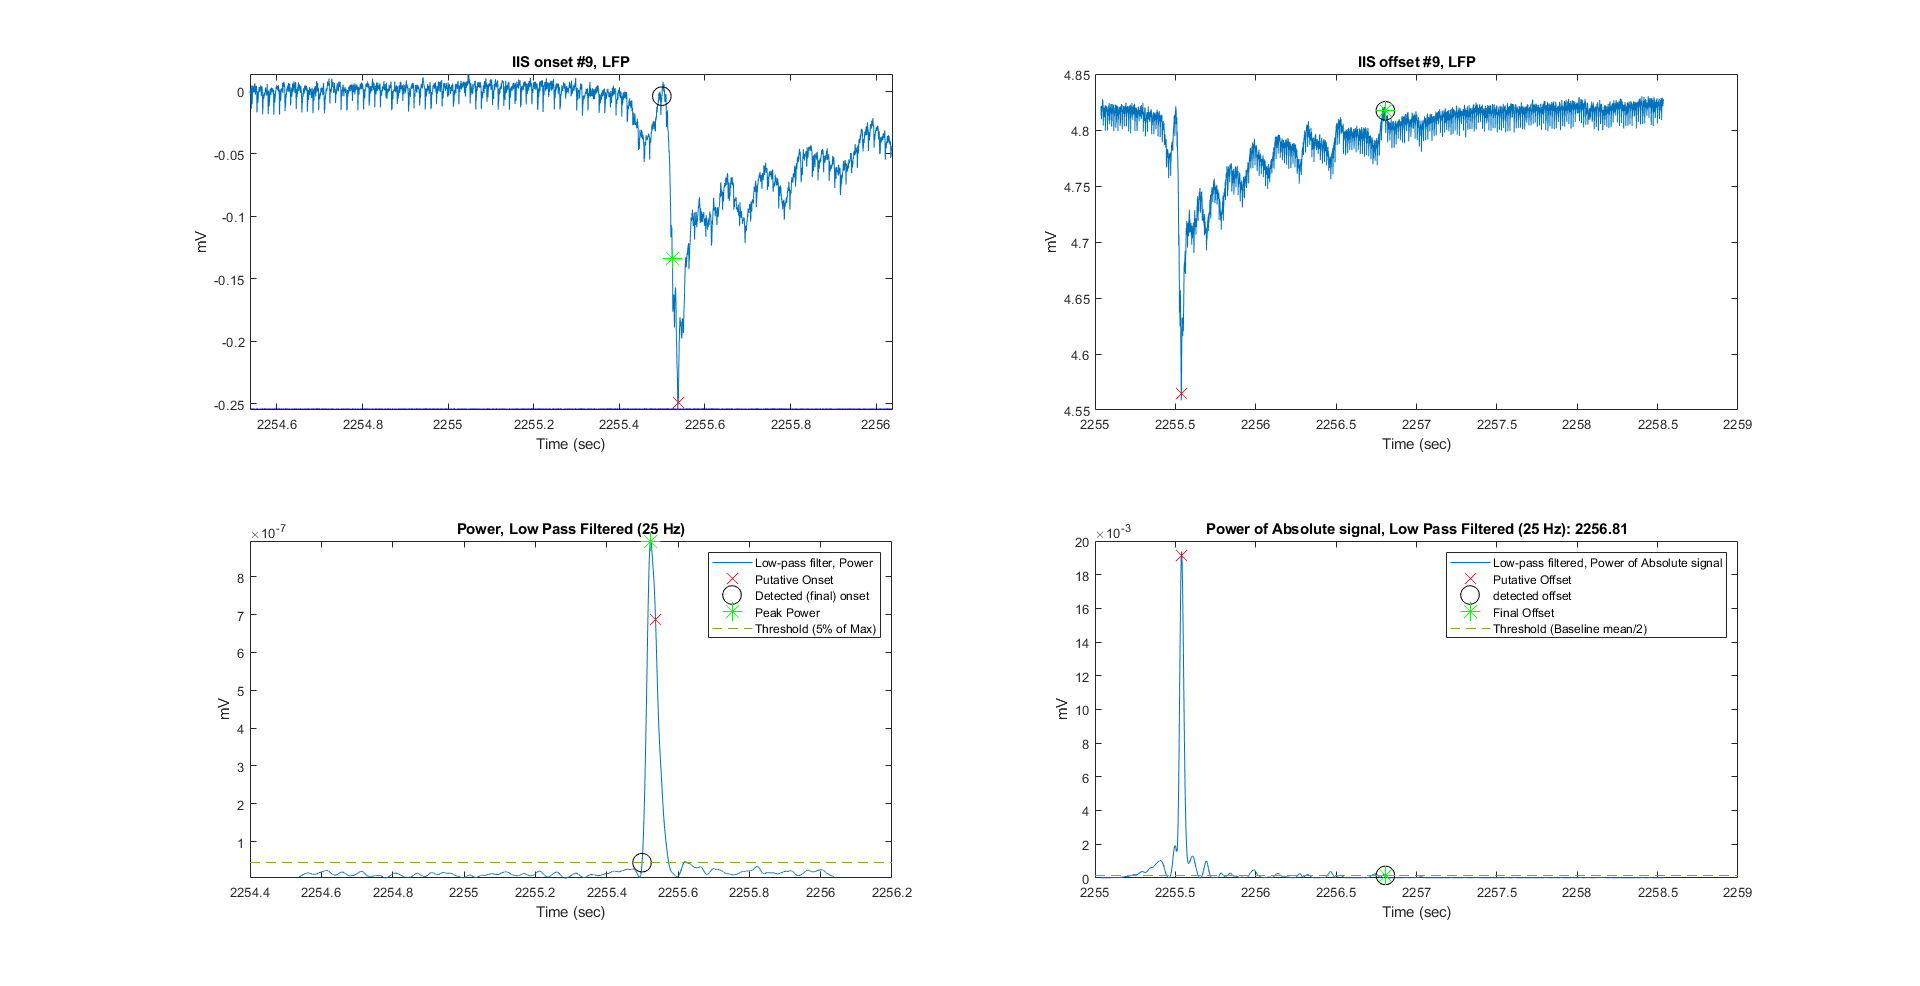 IIS onset #9, LFP
0
-0.05
-0.1
-0.15
-0.2
-0.25
mV
2254.6 2254.8 2255 2255.2 2255.4 2255.6 2255.8 2256
Time (sec)
IIS offset #9, LFP
4.85
4.8
4.75
4.7
4.65
4.6
4.55
mV
2255 2255.5 2256 2256.5 2257 2257.5 2258 2258.5 2259
Time (sec)
Power, Low Pass Filtered (25 Hz)
×10-7
8
7
6
5
4
3
2
1
mV
Low-pass filter, Power
Putative Onset
Detected (final) onset
Peak Power
Threshold (5% of Max)
2254.4 2254.6 2254.8 2255 2255.2 2255.4 2255.6 2255.8 2256 2256.2
Time (sec)
Power of Absolute signal, Low Pass Filtered (25 Hz): 2256.81
×10-3
20
18
16
14
12
10
8
6
4
2
0
mV
Low-pass filtered, Power of Absolute signal
Putative Offset
detected offset
Final Offset
Threshold (Baseline mean/2)
2255 2255.5 2256 2256.5 2257 2257.5 2258 2258.5 2259
Time (sec)